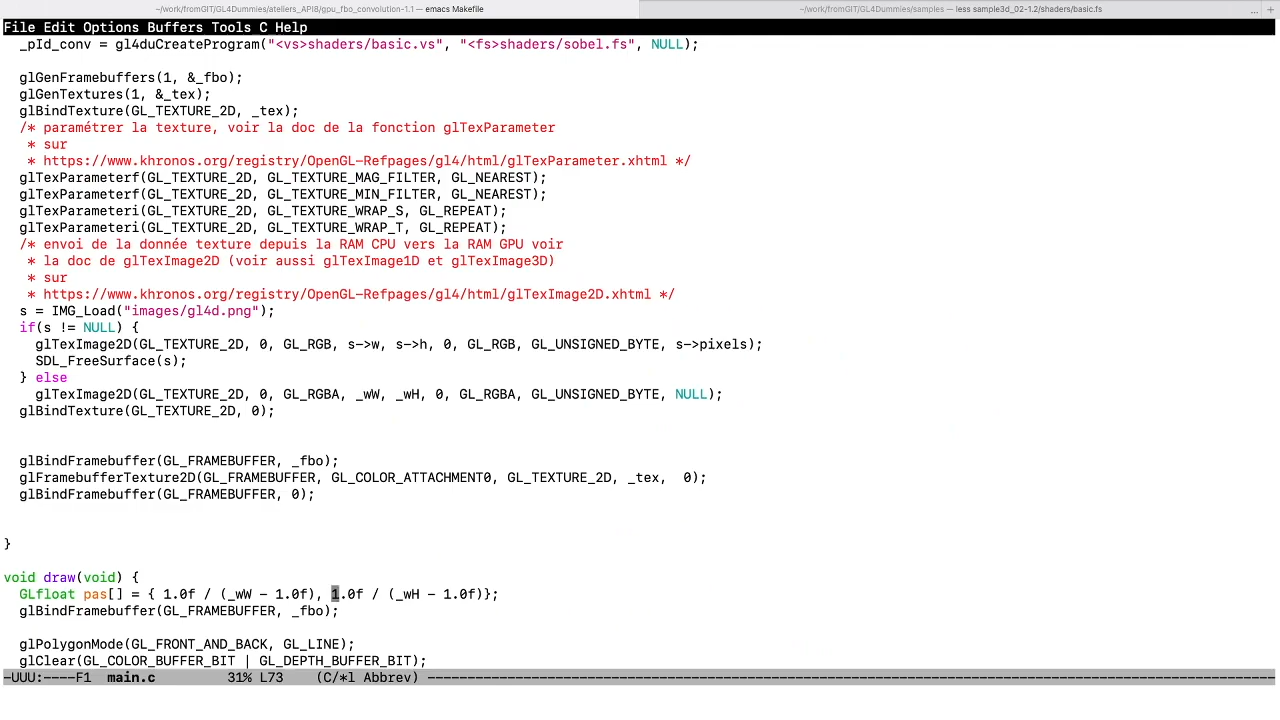 ~/work/fromGIT/GL4Dummies/ateliers_API8/gpu_fbo_convolution-1.1 — emacs Makefile
~/work/fromGIT/GL4Dummies/samples — less sample3d_02-1.2/shaders/basic.fs
... +
File Edit Options Buffers Tools C Help
_pId_conv = gl4duCreateProgram("<vs>shaders/basic.vs", "<fs>shaders/sobel.fs", NULL);
glGenFramebuffers(1, &_fbo);
glGenTextures(1, &_tex);
glBindTexture(GL_TEXTURE_2D, _tex);
/* paramétrer la texture, voir la doc de la fonction glTexParameter
* sur
* https://www.khronos.org/registry/OpenGL-Refpages/gl4/html/glTexParameter.xhtml */
glTexParameterf(GL_TEXTURE_2D, GL_TEXTURE_MAG_FILTER, GL_NEAREST);
glTexParameterf(GL_TEXTURE_2D, GL_TEXTURE_MIN_FILTER, GL_NEAREST);
glTexParameteri(GL_TEXTURE_2D, GL_TEXTURE_WRAP_S, GL_REPEAT);
glTexParameteri(GL_TEXTURE_2D, GL_TEXTURE_WRAP_T, GL_REPEAT);
/* envoi de la donnée texture depuis la RAM CPU vers la RAM GPU voir
* la doc de glTexImage2D (voir aussi glTexImage1D et glTexImage3D)
* sur
* https://www.khronos.org/registry/OpenGL-Refpages/gl4/html/glTexImage2D.xhtml */
s = IMG_Load("images/gl4d.png");
if(s != NULL) {
glTexImage2D(GL_TEXTURE_2D, 0, GL_RGB, s->w, s->h, 0, GL_RGB, GL_UNSIGNED_BYTE, s->pixels);
SDL_FreeSurface(s);
} else
glTexImage2D(GL_TEXTURE_2D, 0, GL_RGBA, _wW, _wH, 0, GL_RGBA, GL_UNSIGNED_BYTE, NULL);
glBindTexture(GL_TEXTURE_2D, 0);
glBindFramebuffer(GL_FRAMEBUFFER, _fbo);
glFramebufferTexture2D(GL_FRAMEBUFFER, GL_COLOR_ATTACHMENT0, GL_TEXTURE_2D, _tex,  0);
glBindFramebuffer(GL_FRAMEBUFFER, 0);
}
void draw(void) {
GLfloat pas[] = { 1.0f / (_wW - 1.0f), 1.0f / (_wH - 1.0f)};
glBindFramebuffer(GL_FRAMEBUFFER, _fbo);
glPolygonMode(GL_FRONT_AND_BACK, GL_LINE);
glClear(GL_COLOR_BUFFER_BIT | GL_DEPTH_BUFFER_BIT);
-UUU:----F1  main.c         31% L73    (C/*l Abbrev) ----------------------------------------------------------------------